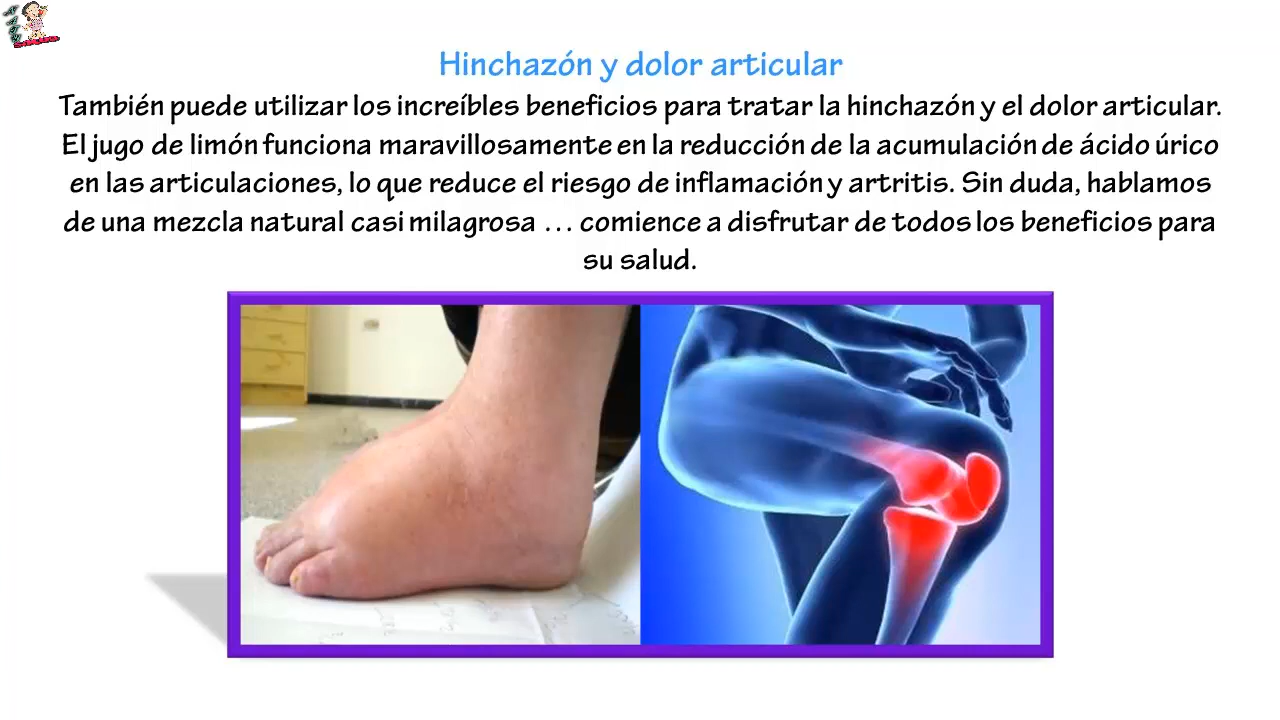 Hinchazón y dolor articular
También puede utilizar los increíbles beneficios para tratar la hinchazón y el dolor articular.
El jugo de limón funciona maravillosamente en la reducción de la acumulación de ácido úrico
en las articulaciones, lo que reduce el riesgo de inflamación y artritis. Sin duda, hablamos
de una mezcla natural casi milagrosa … comience a disfrutar de todos los beneficios para
su salud.